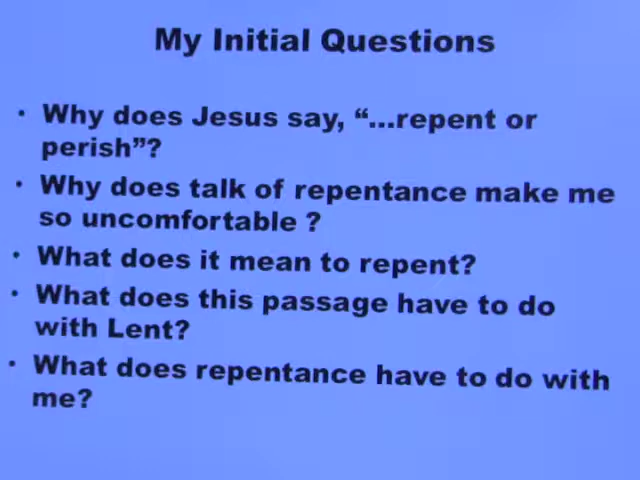 My Initial Questions
• Why does Jesus say, “...repent or
perish”?
• Why does talk of repentance make me
so uncomfortable ?
• What does it mean to repent?
• What does this passage have to do
with Lent?
• What does repentance have to do with
me?